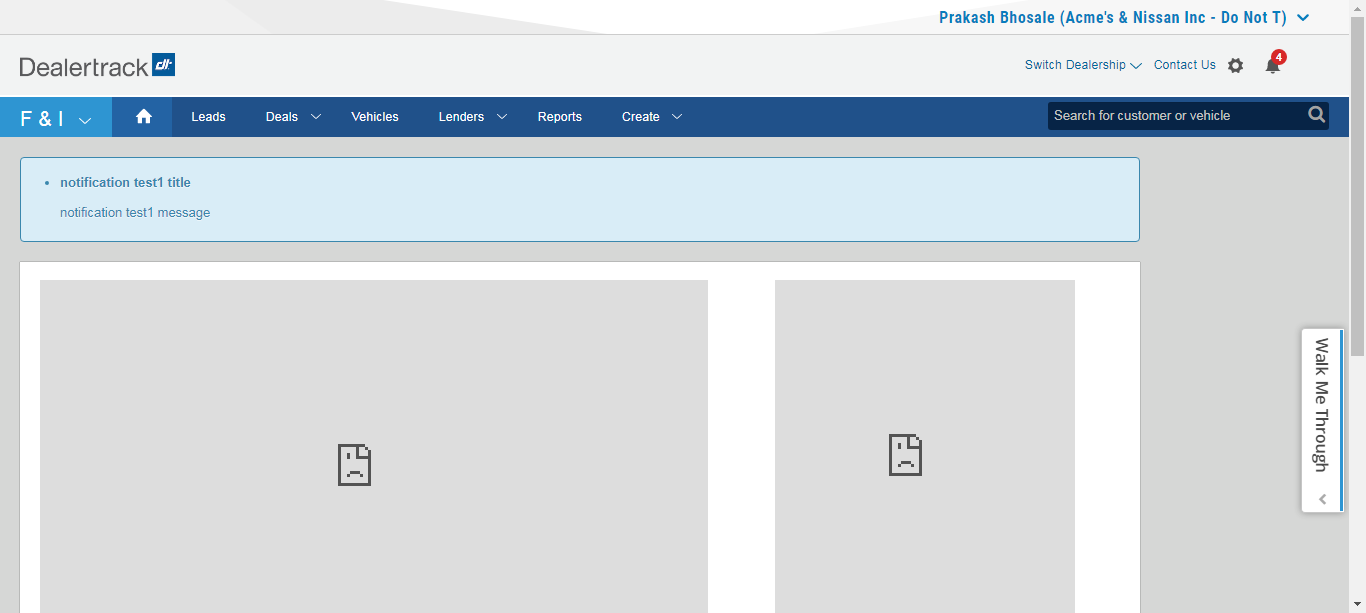 Prakash Bhosale (Acme's & Nissan Inc - Do Not T)
Dealertrack dt.
Switch Dealership Contact Us 4
F & I Leads Deals Vehicles Lenders Reports Create Search for customer or vehicle
• notification test1 title
notification test1 message
Walk Me Through